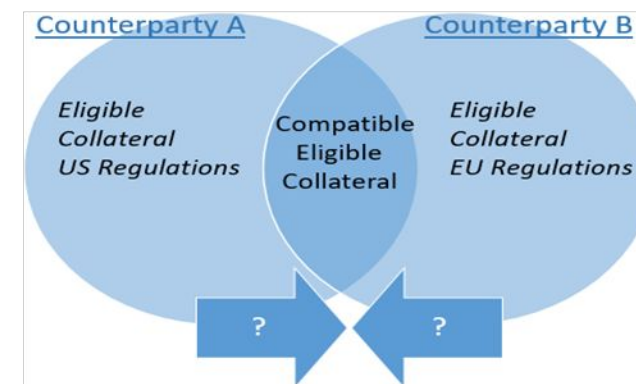 Counterparty A
Counterparty B
Eligible
Collateral
US Regulations
Compatible
Eligible
Collateral
Eligible
Collateral
EU Regulations
?
?